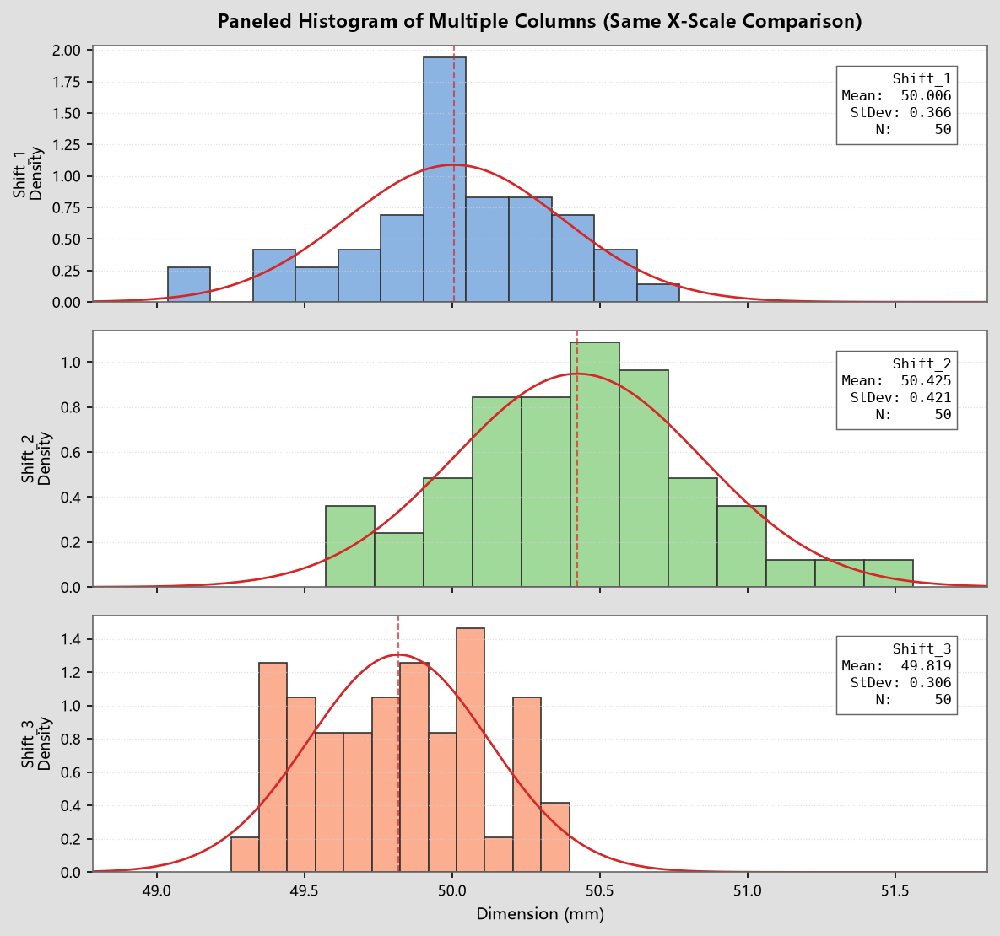 Paneled Histogram of Multiple Columns (Same X-Scale Comparison)
Shift_1
Density
2.00
1.75
1.50
1.25
1.00
0.75
0.50
0.25
0.00
Shift_1
Mean: 50.006
StDev: 0.366
N: 50
Shift_2
Density
1.0
0.8
0.6
0.4
0.2
0.0
Shift_2
Mean: 50.425
StDev: 0.421
N: 50
Shift_3
Density
1.4
1.2
1.0
0.8
0.6
0.4
0.2
0.0
Shift_3
Mean: 49.819
StDev: 0.306
N: 50
49.0 49.5 50.0 50.5 51.0 51.5
Dimension (mm)